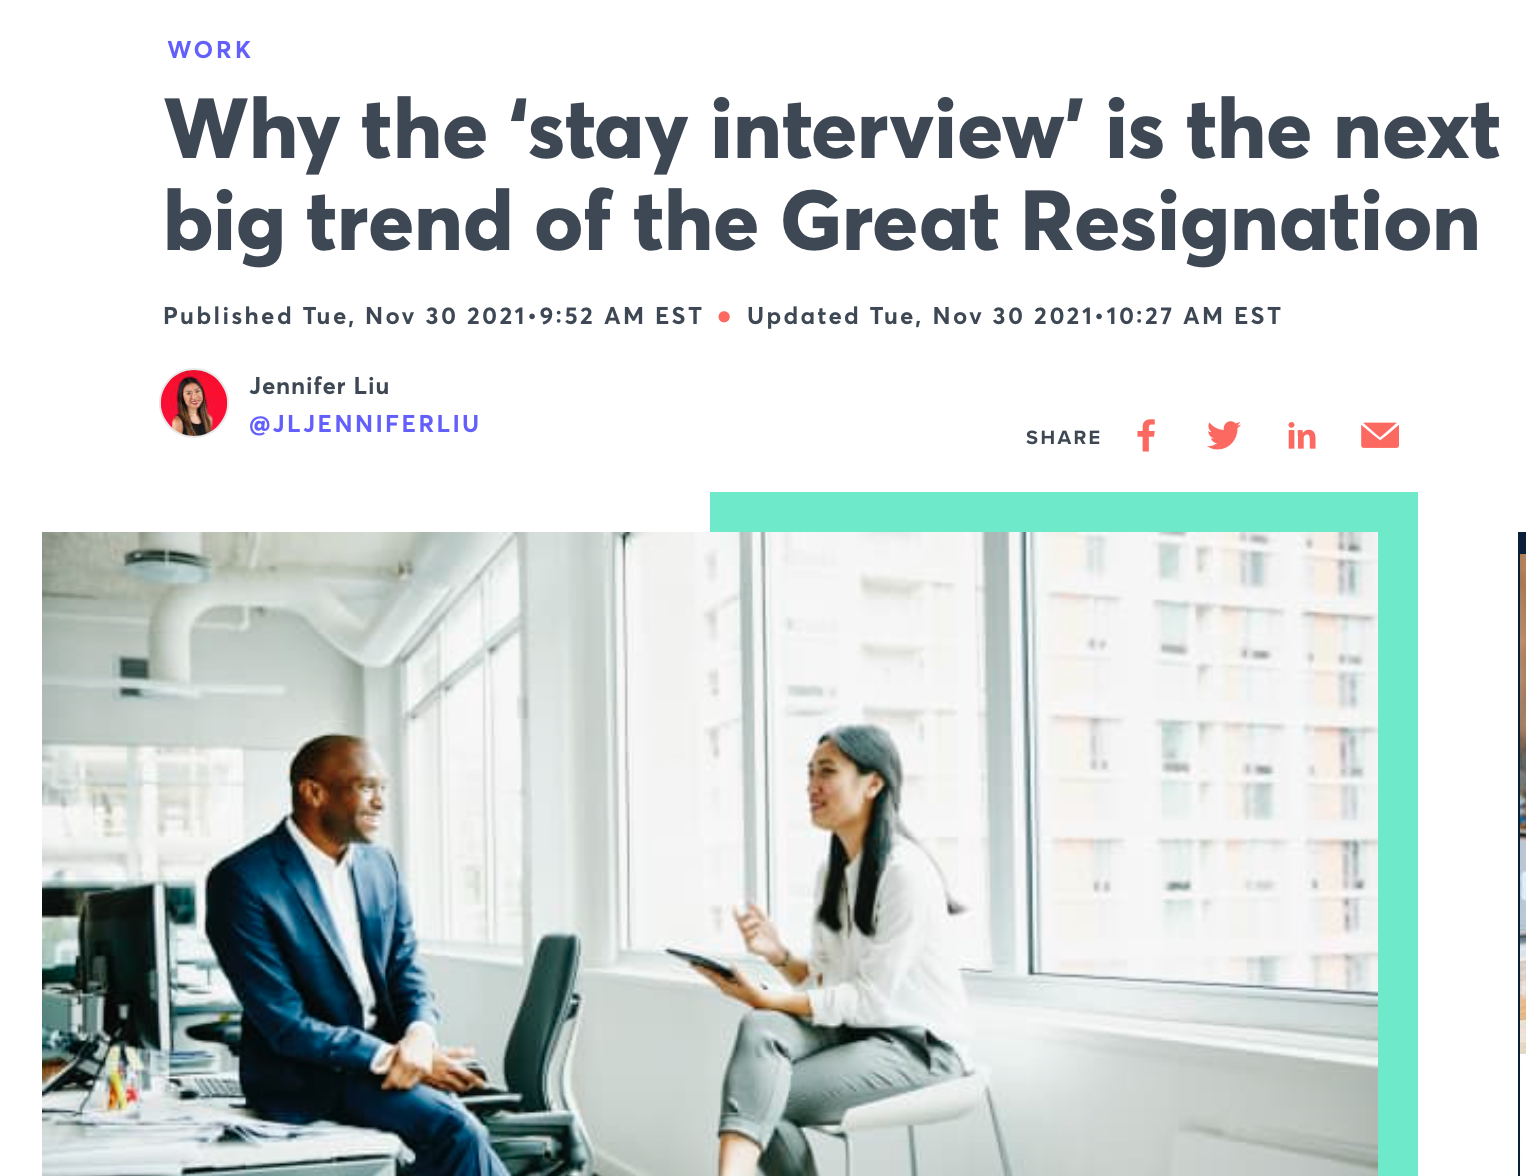 WORK
Why the ‘stay interview’ is the next
big trend of the Great Resignation
Published Tue, Nov 30 2021•9:52 AM EST • Updated Tue, Nov 30 2021•10:27 AM EST
Jennifer Liu
@JLJENNIFERLIU
SHARE